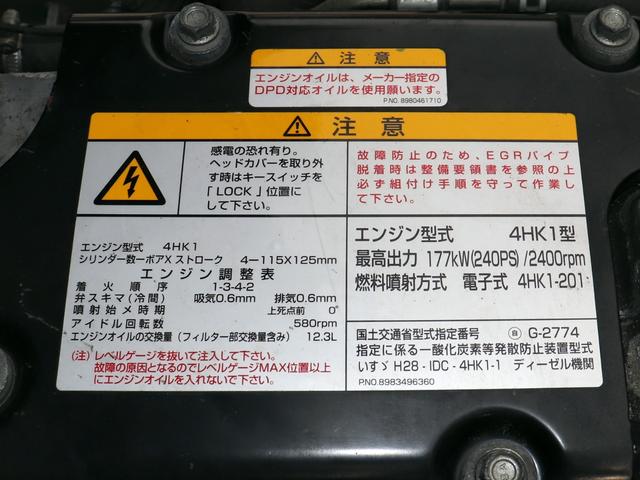 ⚠ 注意
エンジンオイルは、メーカー指定の
DPD対応オイルを使用願います。
P.NO. 8980461710
⚠ 注意
感電の恐れ有り。
ヘッドカバーを取り外
す時はキースイッチを
「LOCK」位置に
して下さい。
故障防止のため、EGRパイプ
脱着時は整備要領書を参照の上
必ず組付け手順を守って作業し
て下さい。
エンジン型式 4HK1
シリンダー数ーボアX ストローク 4ー115X125mm
エンジン調整表
着火順序 1-3-4-2
弁スキマ(冷間) 吸気0.6mm 排気0.6mm
噴射始メ時期 上死点前 0°
アイドル回転数 580rpm
エンジンオイルの交換量(フィルター部交換量含み) 12.3L
(注)レベルゲージを抜いて注入して下さい。
故障の原因となるのでレベルゲージMAX位置以上
にエンジンオイルを入れないで下さい。
エンジン型式 4HK1型
最高出力 177kW(240PS)/2400rpm
燃料噴射方式 電子式 4HK1-201
国土交通省型式指定番号 自 G-2774
指定に係る一酸化炭素等発散防止装置型式
いすゞ H28-IDC-4HK1-1 ディーゼル機関
P.NO. 8983496360